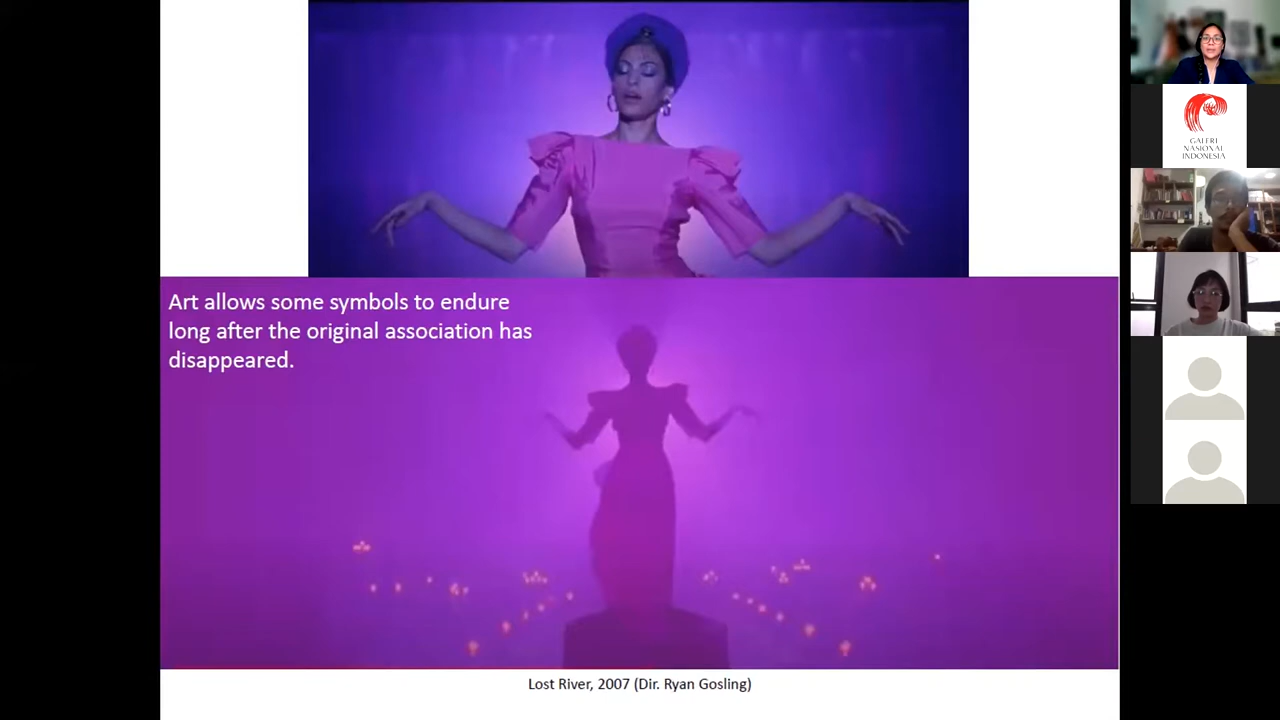 GALERI
NASIONAL
INDONESIA
Art allows some symbols to endure
long after the original association has
disappeared.
Lost River, 2007 (Dir. Ryan Gosling)